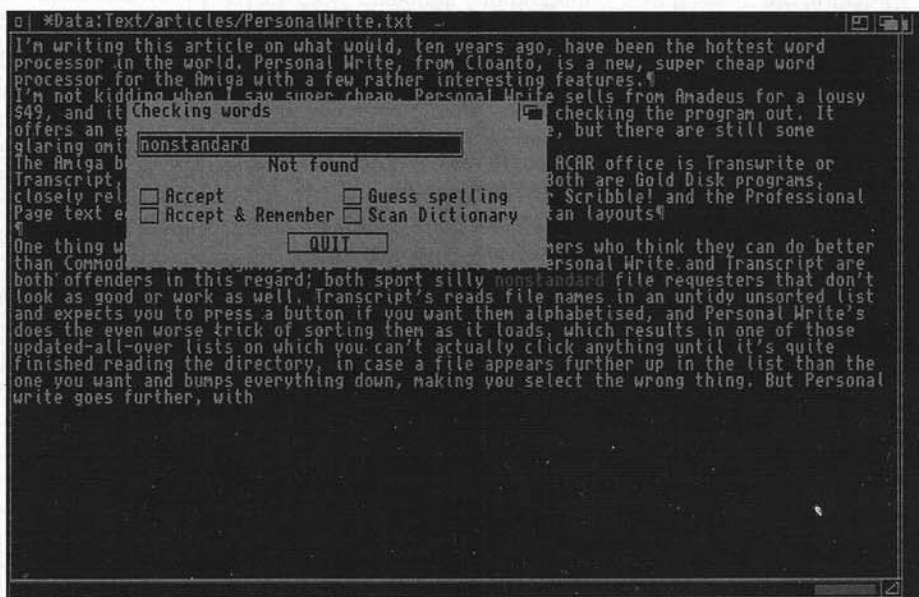 *Data:Text/articles/PersonalWrite.txt
I'm writing this article on what would, ten years ago, have been the hottest word
processor in the world. Personal Write, from Cloanto, is a new, super cheap word
processor for the Amiga with a few rather interesting features.¶
I'm not kidding when I say super cheap. Personal Write sells from Amadeus for a lousy
$49, and it checking the program out. It
offers an e, but there are still some
glaring omi
The Amiga b ACAR office is Transwrite or
Transcript, Both are Gold Disk programs,
closely rel r Scribble! and the Professional
Page text e tan layouts¶
¶
One thing w mers who think they can do better
than Commodore ersonal Write and Transcript are
both offenders in this regard; both sport silly nonstandard file requesters that don't
look as good or work as well. Transcript's reads file names in an untidy unsorted list
and expects you to press a button if you want them alphabetised, and Personal Write's
does the even worse trick of sorting them as it loads, which results in one of those
updated-all-over lists on which you can't actually click anything until it's quite
finished reading the directory, in case a file appears further up in the list than the
one you want and bumps everything down, making you select the wrong thing. But Personal
write goes further, with
Checking words
nonstandard
Not found
Accept
Guess spelling
Accept & Remember
Scan Dictionary
QUIT